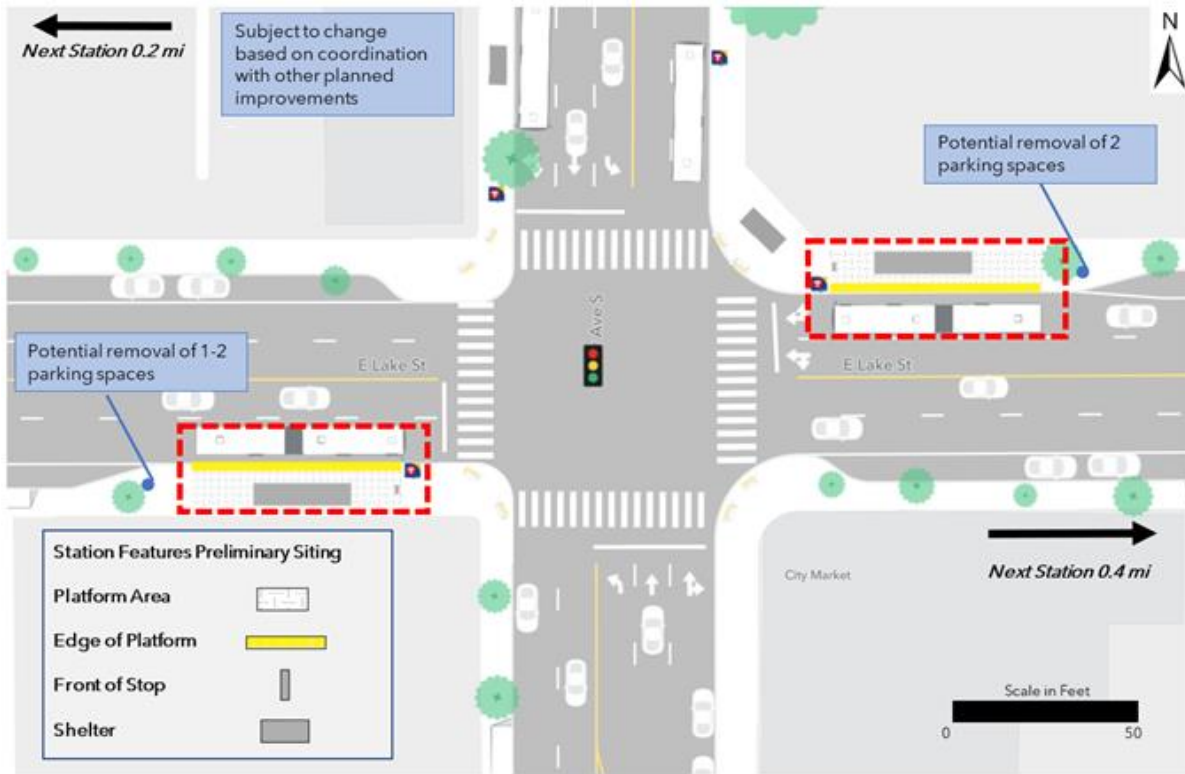 Next Station 0.2 mi
Subject to change
based on coordination
with other planned
improvements
N
Potential removal of 2
parking spaces
Ave S
Potential removal of 1-2
parking spaces
E Lake St
E Lake St
Station Features Preliminary Siting
Platform Area
Edge of Platform
Front of Stop
Shelter
City Market
Next Station 0.4 mi
Scale in Feet
0
50